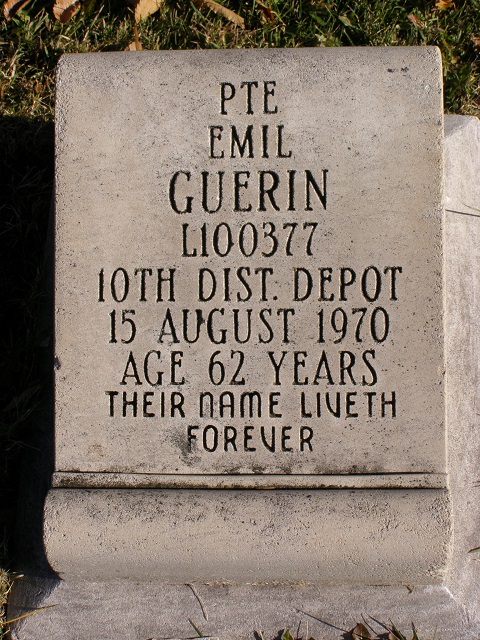 PTE
EMIL
GUERIN
L100377
10TH DIST. DEPOT
15 AUGUST 1970
AGE 62 YEARS
THEIR NAME LIVETH
FOREVER